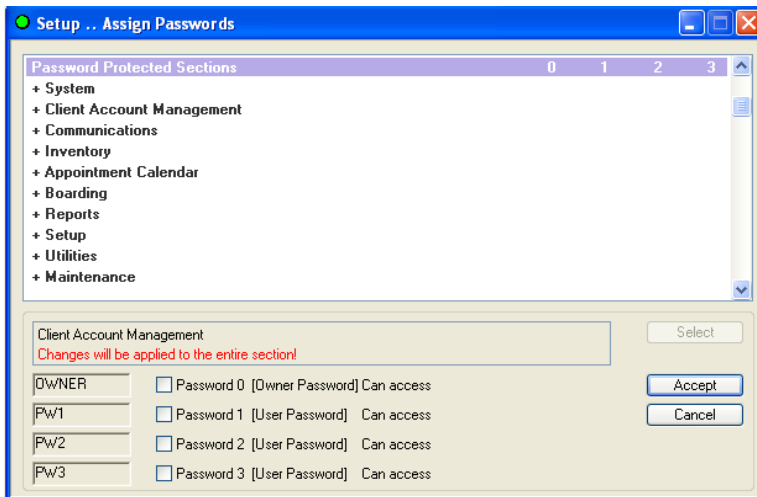 Setup .. Assign Passwords
Password Protected Sections 0 1 2 3
+ System
+ Client Account Management
+ Communications
+ Inventory
+ Appointment Calendar
+ Boarding
+ Reports
+ Setup
+ Utilities
+ Maintenance
Client Account Management
Changes will be applied to the entire section!
Select
OWNER Password 0 [Owner Password] Can access
Accept
PW1 Password 1 [User Password] Can access
Cancel
PW2 Password 2 [User Password] Can access
PW3 Password 3 [User Password] Can access